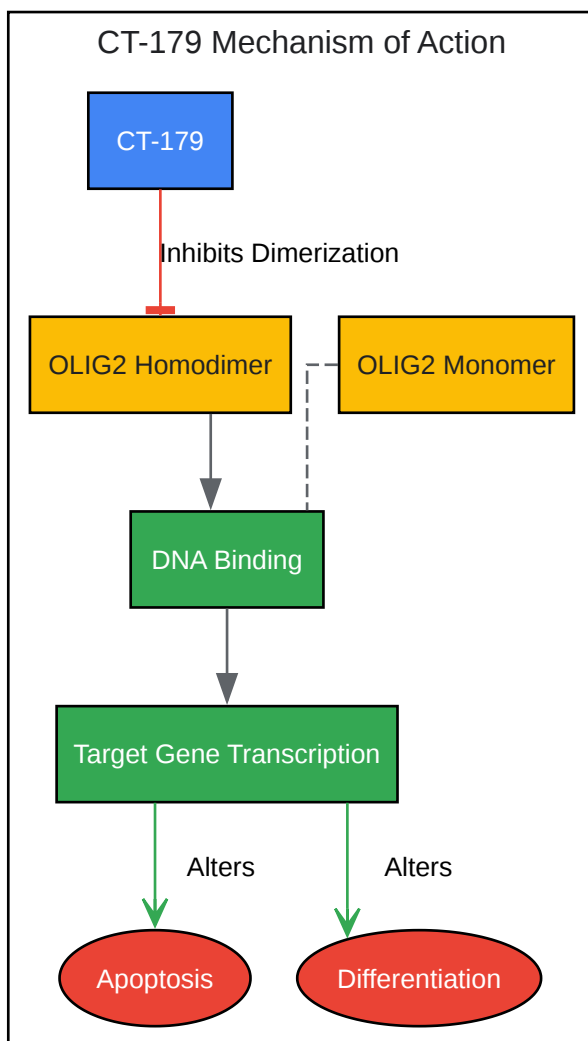 CT-179 Mechanism of Action
CT-179
Inhibits Dimerization
OLIG2 Homodimer
OLIG2 Monomer
DNA Binding
Target Gene Transcription
Alters
Alters
Apoptosis
Differentiation